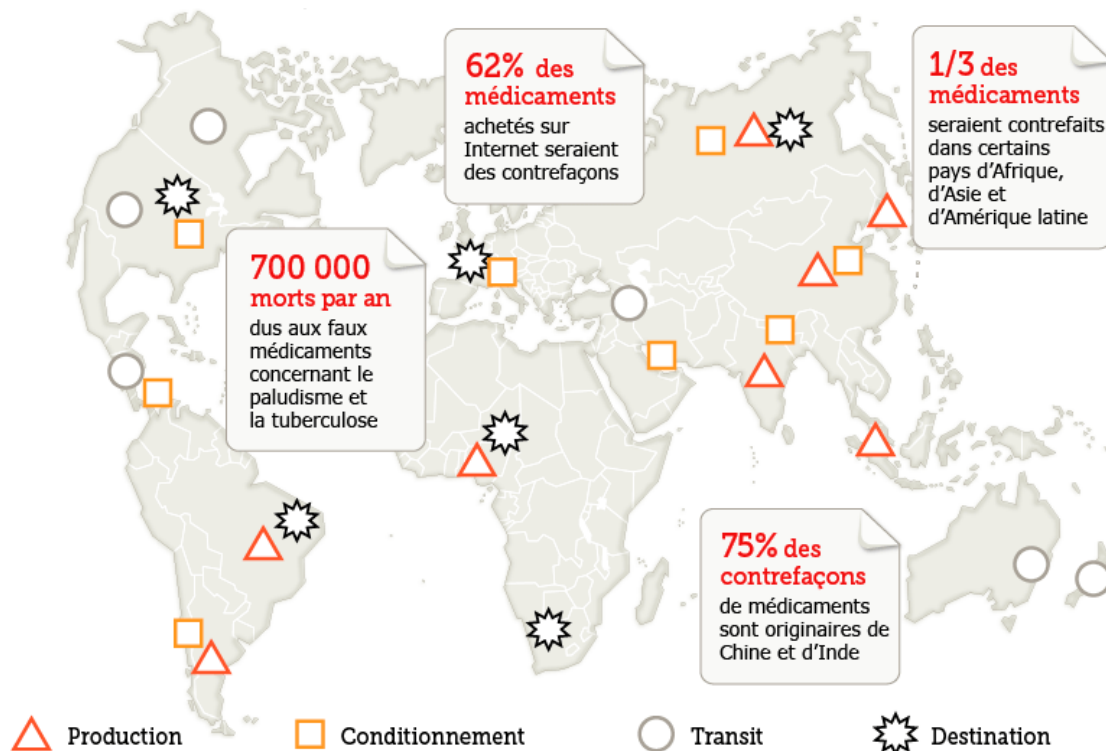 62% des
médicaments
achetés sur
Internet seraient
des contrefaçons
1/3 des
médicaments
seraient contrefaits
dans certains
pays d’Afrique,
d’Asie et
d’Amérique latine
700 000
morts par an
dus aux faux
médicaments
concernant le
paludisme et
la tuberculose
75% des
contrefaçons
de médicaments
sont originaires de
Chine et d’Inde
Production
Conditionnement
Transit
Destination